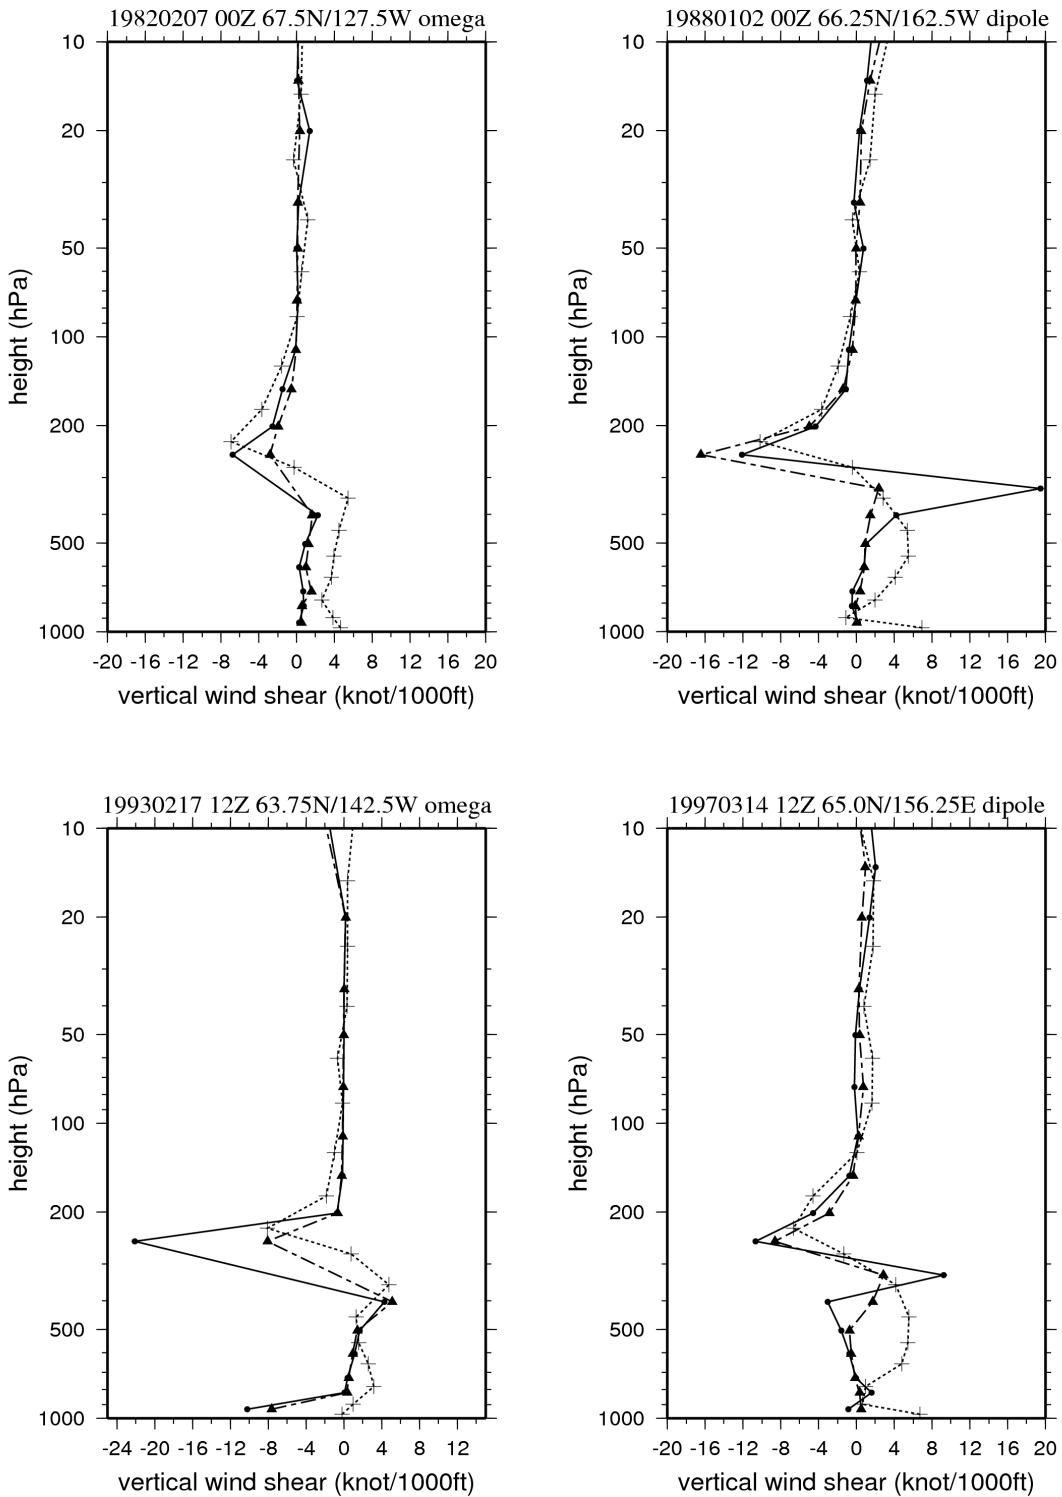 19820207 00Z 67.5N/127.5W omega
10
20
50
100
200
500
1000
height (hPa)
-20 -16 -12 -8 -4 0 4 8 12 16 20
vertical wind shear (knot/1000ft)
19880102 00Z 66.25N/162.5W dipole
10
20
50
100
200
500
1000
height (hPa)
-20 -16 -12 -8 -4 0 4 8 12 16 20
vertical wind shear (knot/1000ft)
19930217 12Z 63.75N/142.5W omega
10
20
50
100
200
500
1000
height (hPa)
-24 -20 -16 -12 -8 -4 0 4 8 12
vertical wind shear (knot/1000ft)
19970314 12Z 65.0N/156.25E dipole
10
20
50
100
200
500
1000
height (hPa)
-20 -16 -12 -8 -4 0 4 8 12 16 20
vertical wind shear (knot/1000ft)